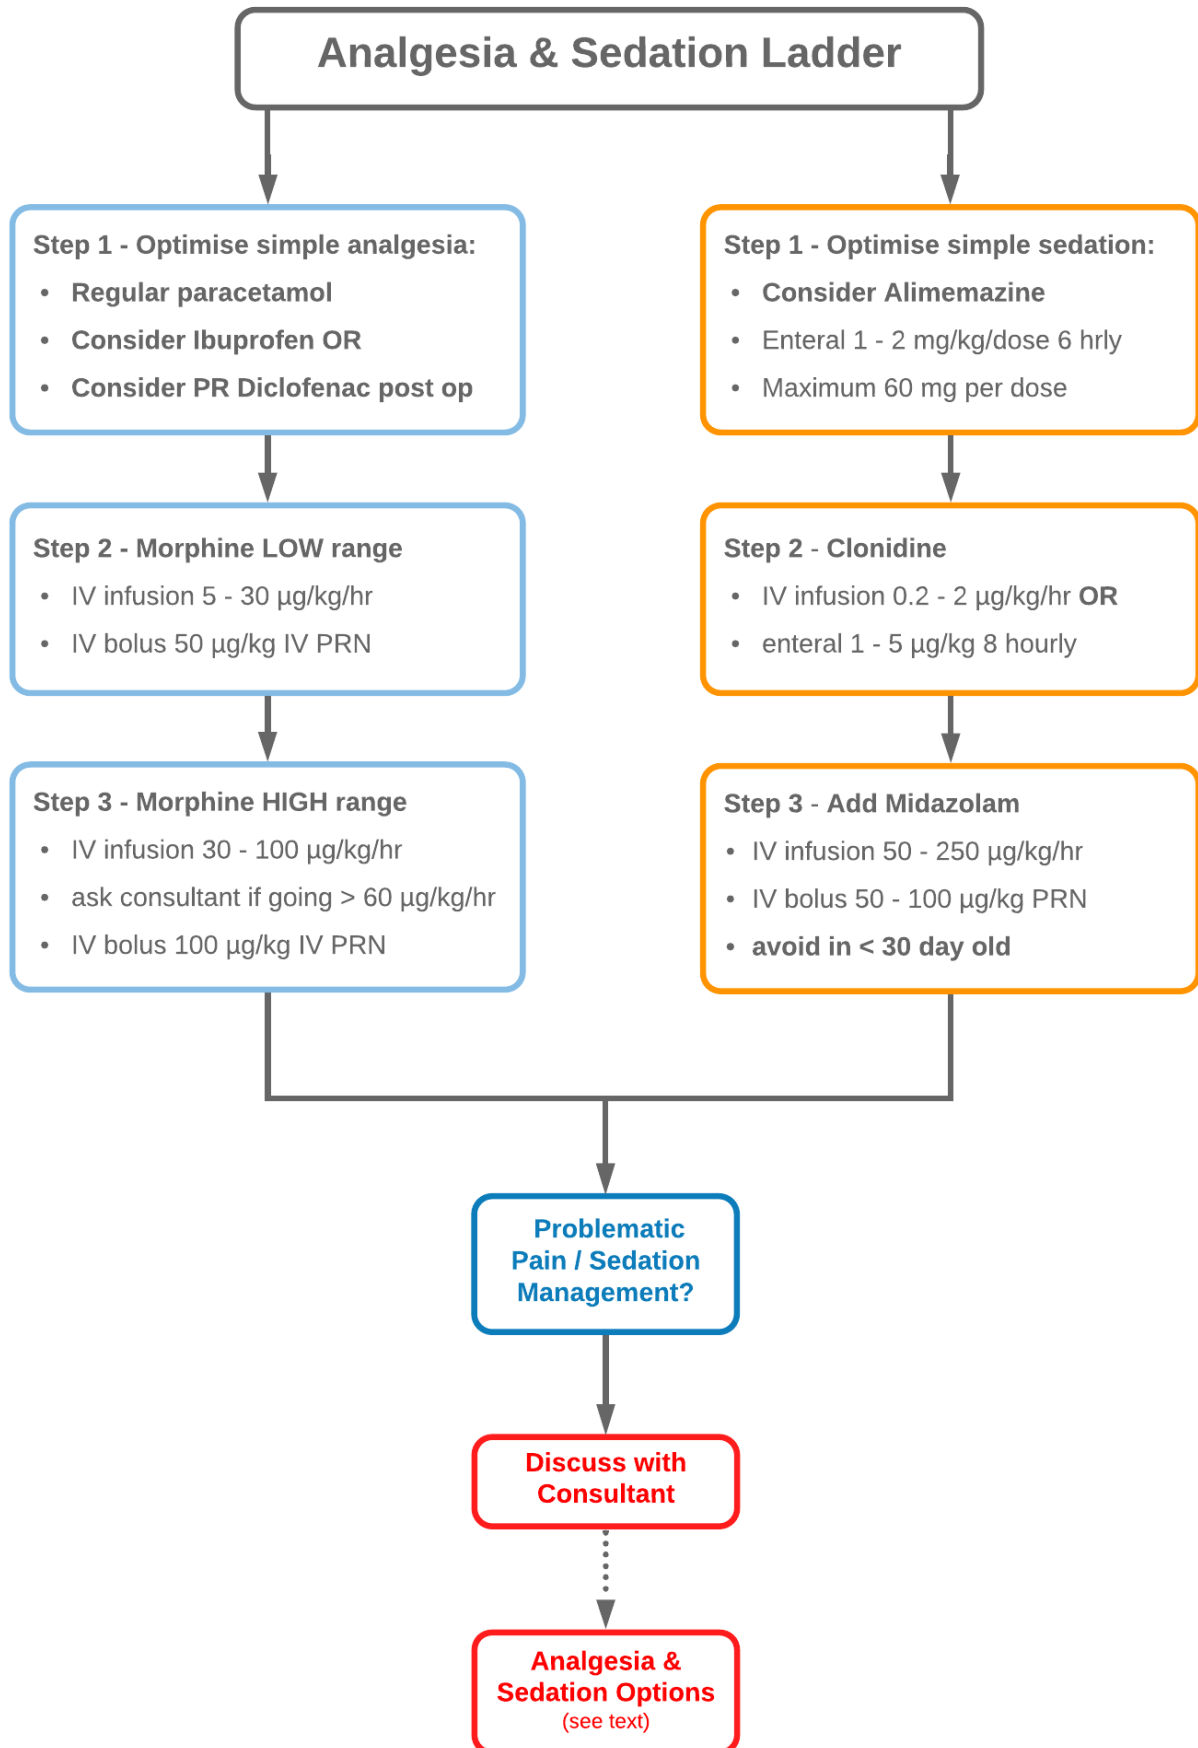 Analgesia & Sedation Ladder
Step 1 - Optimise simple analgesia:
• Regular paracetamol
• Consider Ibuprofen OR
• Consider PR Diclofenac post op
Step 2 - Morphine LOW range
• IV infusion 5 - 30 µg/kg/hr
• IV bolus 50 µg/kg IV PRN
Step 3 - Morphine HIGH range
• IV infusion 30 - 100 µg/kg/hr
• ask consultant if going > 60 µg/kg/hr
• IV bolus 100 µg/kg IV PRN
Step 1 - Optimise simple sedation:
• Consider Alimemazine
• Enteral 1 - 2 mg/kg/dose 6 hrly
• Maximum 60 mg per dose
Step 2 - Clonidine
• IV infusion 0.2 - 2 µg/kg/hr OR
• enteral 1 - 5 µg/kg 8 hourly
Step 3 - Add Midazolam
• IV infusion 50 - 250 µg/kg/hr
• IV bolus 50 - 100 µg/kg PRN
• avoid in < 30 day old
Problematic
Pain / Sedation
Management?
Discuss with
Consultant
Analgesia &
Sedation Options
(see text)